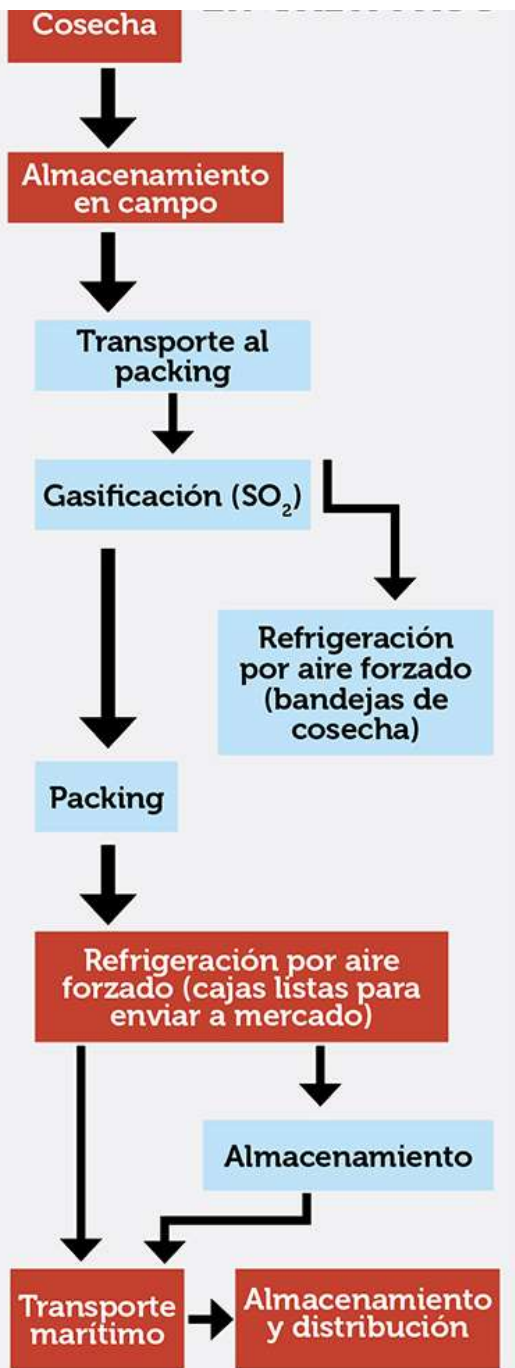 Cosecha
Almacenamiento
en campo
Transporte al
packing
Gasificación (SO₂)
Refrigeración
por aire forzado
(bandejas de
cosecha)
Packing
Refrigeración por aire
forzado (cajas listas para
enviar a mercado)
Almacenamiento
Transporte
marítimo
Almacenamiento
y distribución